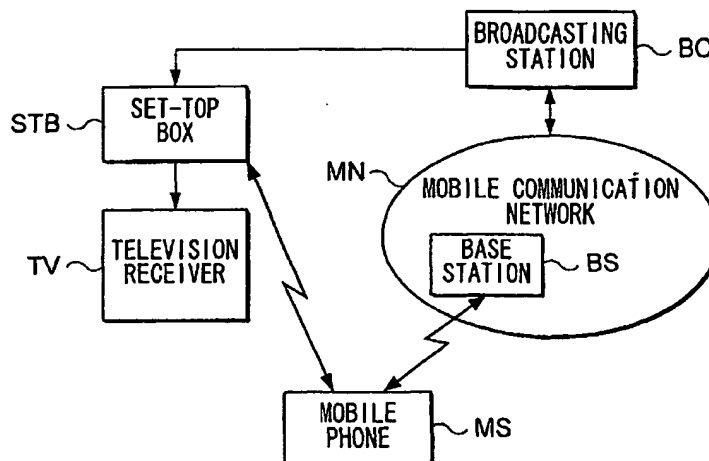 BROADCASTING
STATION
BC
SET-TOP
BOX
STB
MN
MOBILE COMMUNICATION
NETWORK
TELEVISION
RECEIVER
TV
BASE
STATION
BS
MOBILE
PHONE
MS